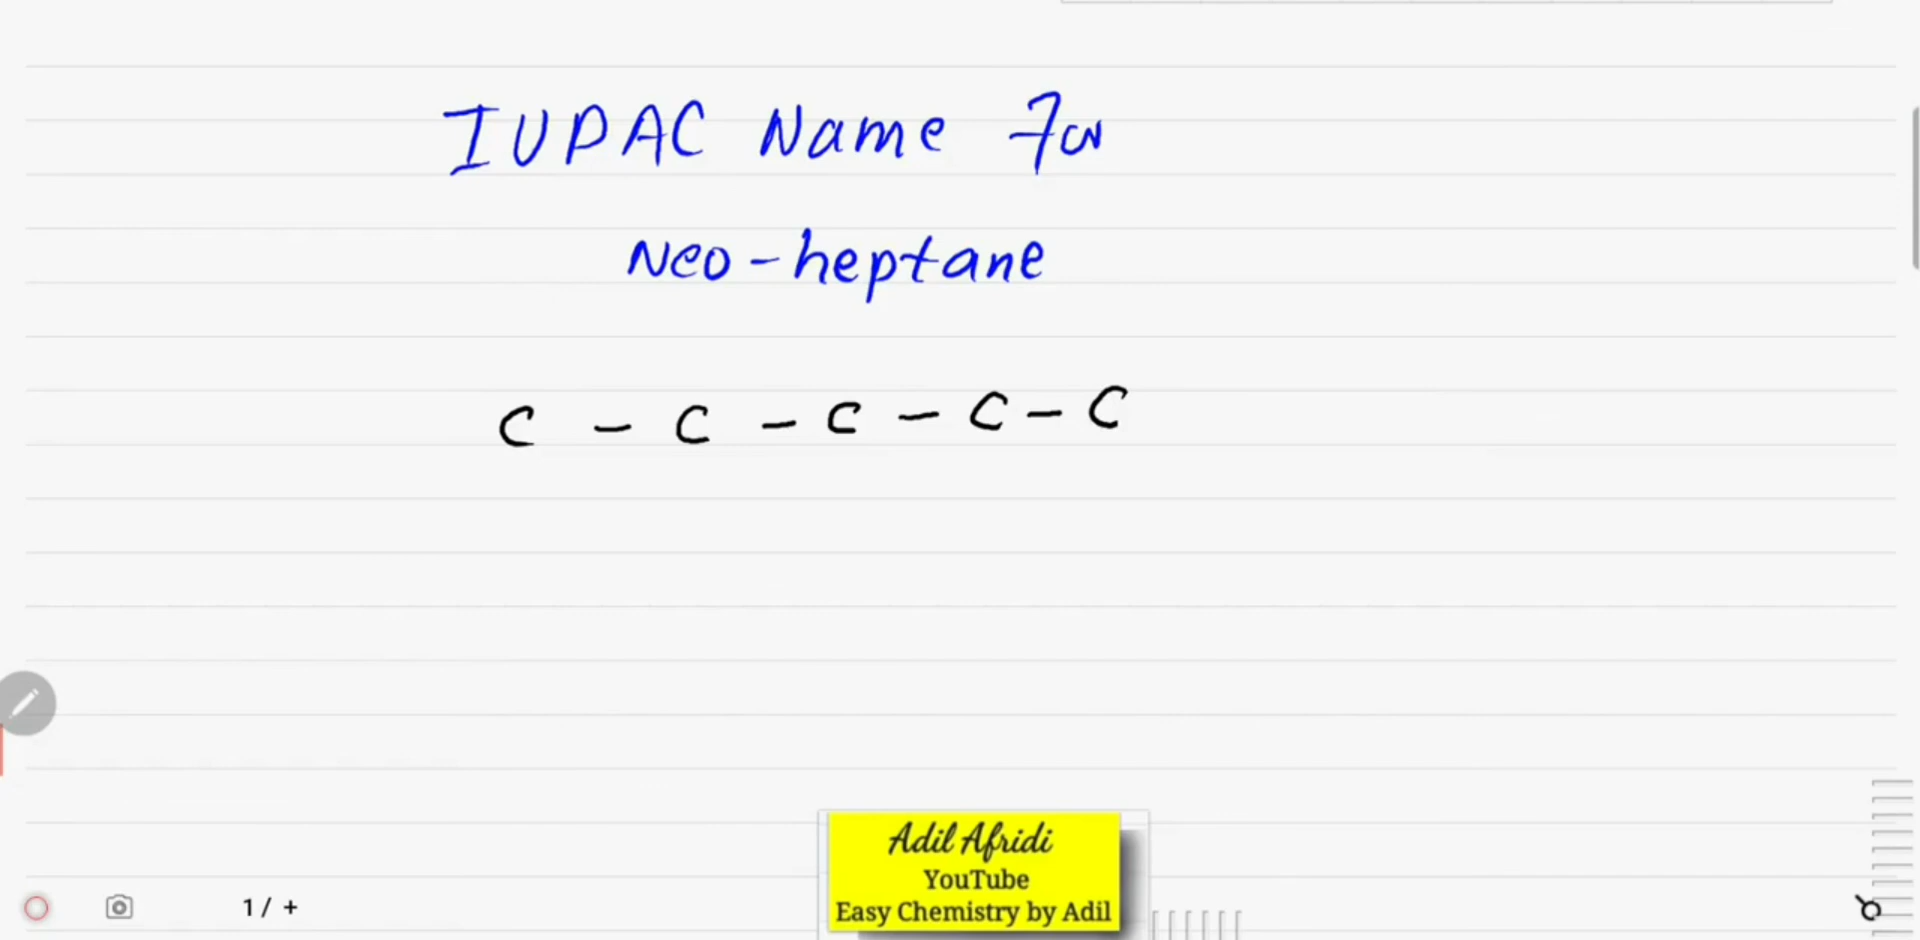 IUPAC Name For
Neo-heptane
C - C - C - C - C
Adil Afridi
YouTube
Easy Chemistry by Adil
1 / +